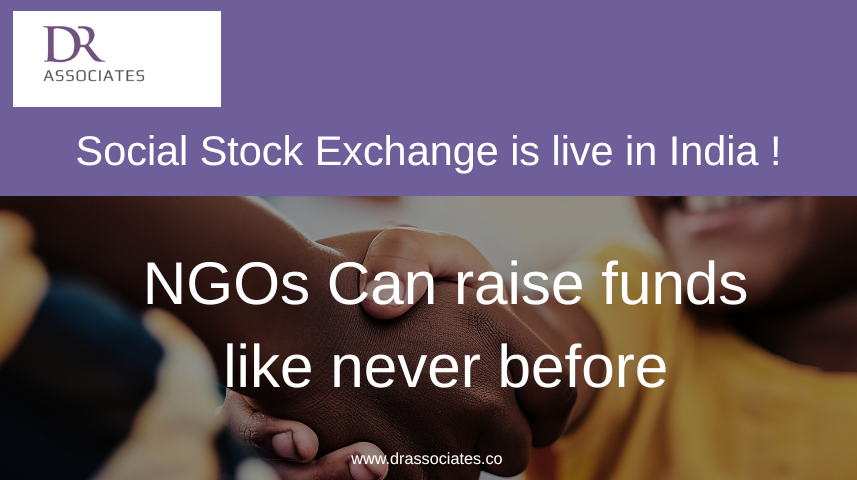 DR
ASSOCIATES
Social Stock Exchange is live in India !
NGOs Can raise funds
like never before
www.drassociates.co